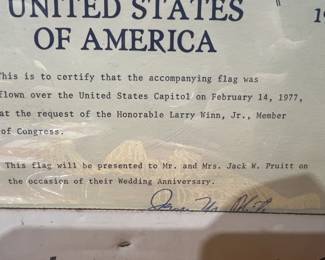 UNITED STATES
OF AMERICA
This is to certify that the accompanying flag was
flown over the United States Capitol on February 14, 1977,
at the request of the Honorable Larry Winn, Jr., Member
of Congress.
This flag will be presented to Mr. and Mrs. Jack W. Pruitt on
the occasion of their Wedding Anniversary.